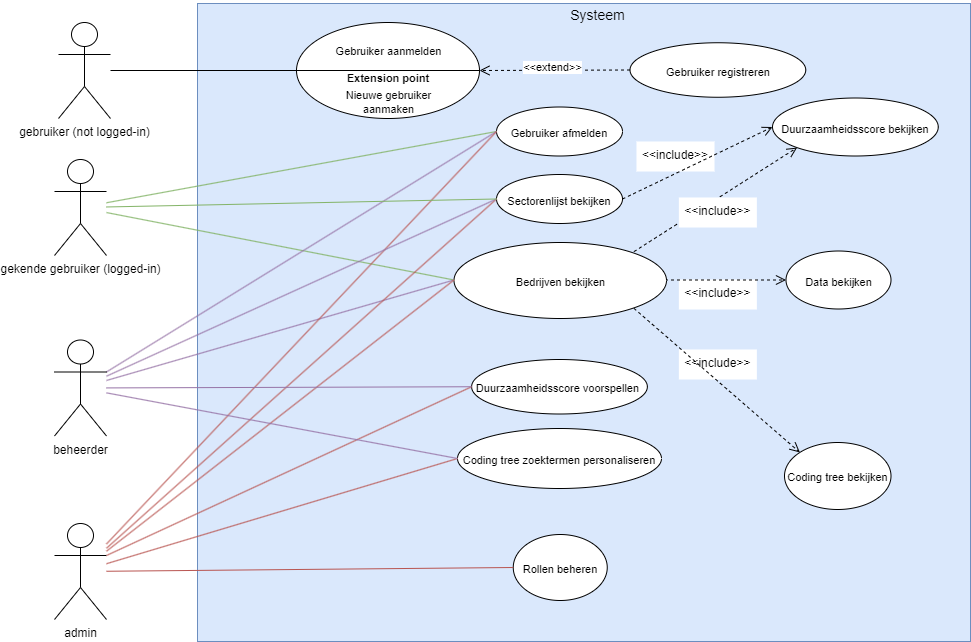 Systeem
Gebruiker aanmelden
Extension point
Nieuwe gebruiker
aanmaken
<<extend>>
Gebruiker registreren
gebruiker (not logged-in)
Gebruiker afmelden
Duurzaamheidsscore bekijken
<<include>>
Sectorenlijst bekijken
<<include>>
gekende gebruiker (logged-in)
Bedrijven bekijken
<<include>>
Data bekijken
<<include>>
Duurzaamheidsscore voorspellen
beheerder
Coding tree zoektermen personaliseren
Coding tree bekijken
Rollen beheren
admin